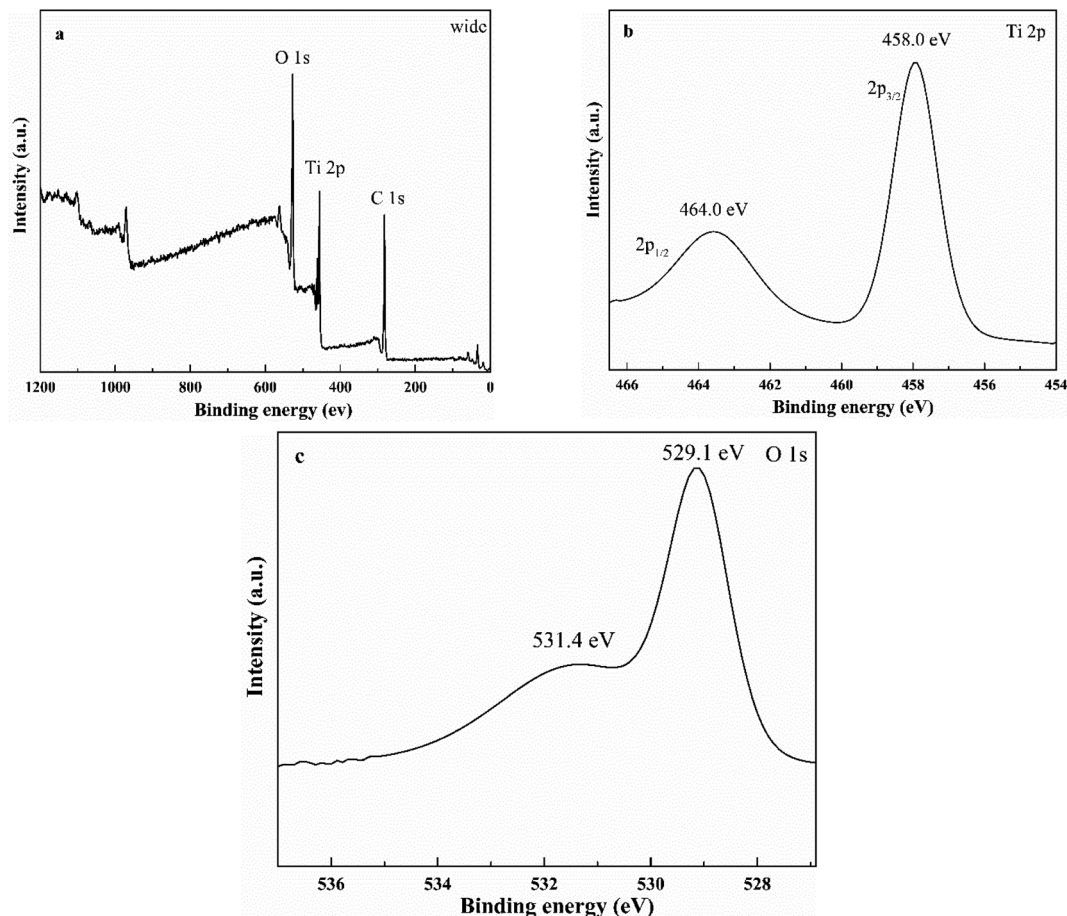 a
widc
O 1s
Ti 2p
C 1s
Intensity (a.u.)
1200 1000 800 600 400 200 0
Binding energy (ev)
b
458.0 eV
Ti 2p
2p3/2
464.0 eV
2p1/2
Intensity (a.u.)
466 464 462 460 458 456 454
Binding energy (eV)
c
529.1 eV
O 1s
531.4 eV
Intensity (a.u.)
536 534 532 530 528
Binding energy (eV)